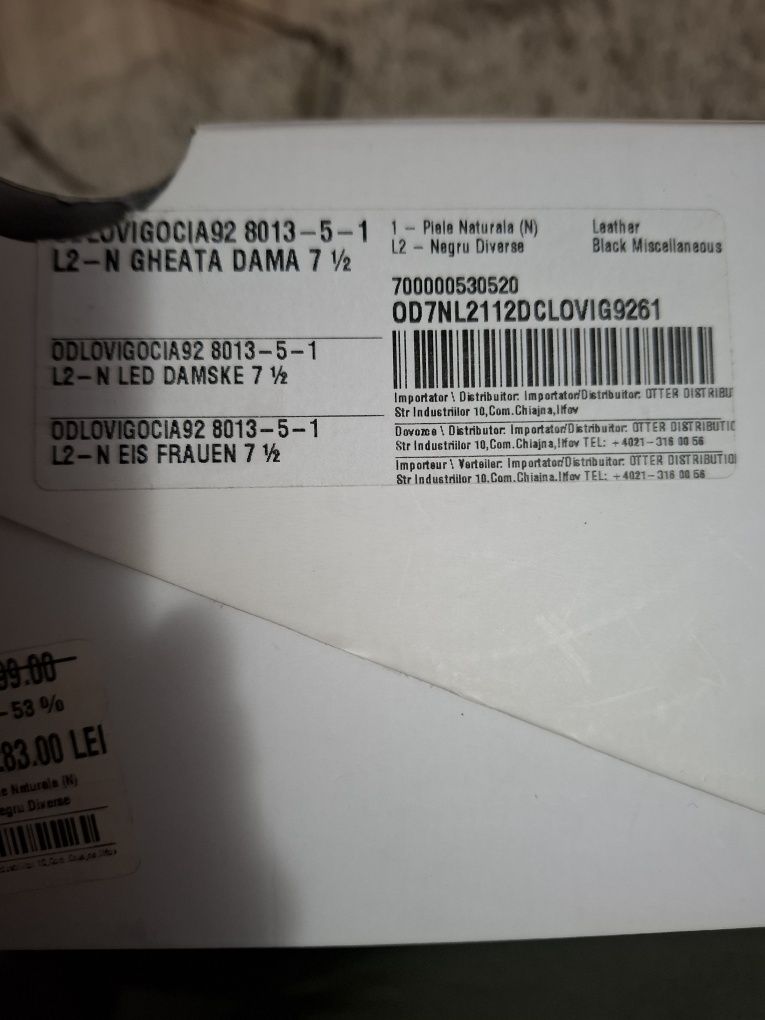 ODLOVIGOCIA92 8013-5-1
L2-N GHEATA DAMA 7 ½
ODLOVIGOCIA92 8013-5-1
L2-N LED DAMSKE 7 ½
ODLOVIGOCIA92 8013-5-1
L2-N EIS FRAUEN 7 ½
1 - Piele Naturala (N) Leather
L2 - Negru Diverse Black Miscellaneous
700000530520
OD7NL2112DCLOVIG9261
Importator \ Distribuitor: Importator/Distribuitor: OTTER DISTRIBU
Str Industriilor 10,Com.Chiajna,Ilfov
Dovozce \ Distributor: Importator/Distribuitor: OTTER DISTRIBUTIO
Str Industriilor 10,Com.Chiajna,Ilfov TEL: +4021-316 00 56
Importeur \ Verteiler: Importator/Distribuitor: OTTER DISTRIBUTIO
Str Industriilor 10,Com.Chiajna,Ilfov TEL: +4021-316 00 56
99.00
-53 %
83.00 LEI
e Naturala (N)
egru Diverse